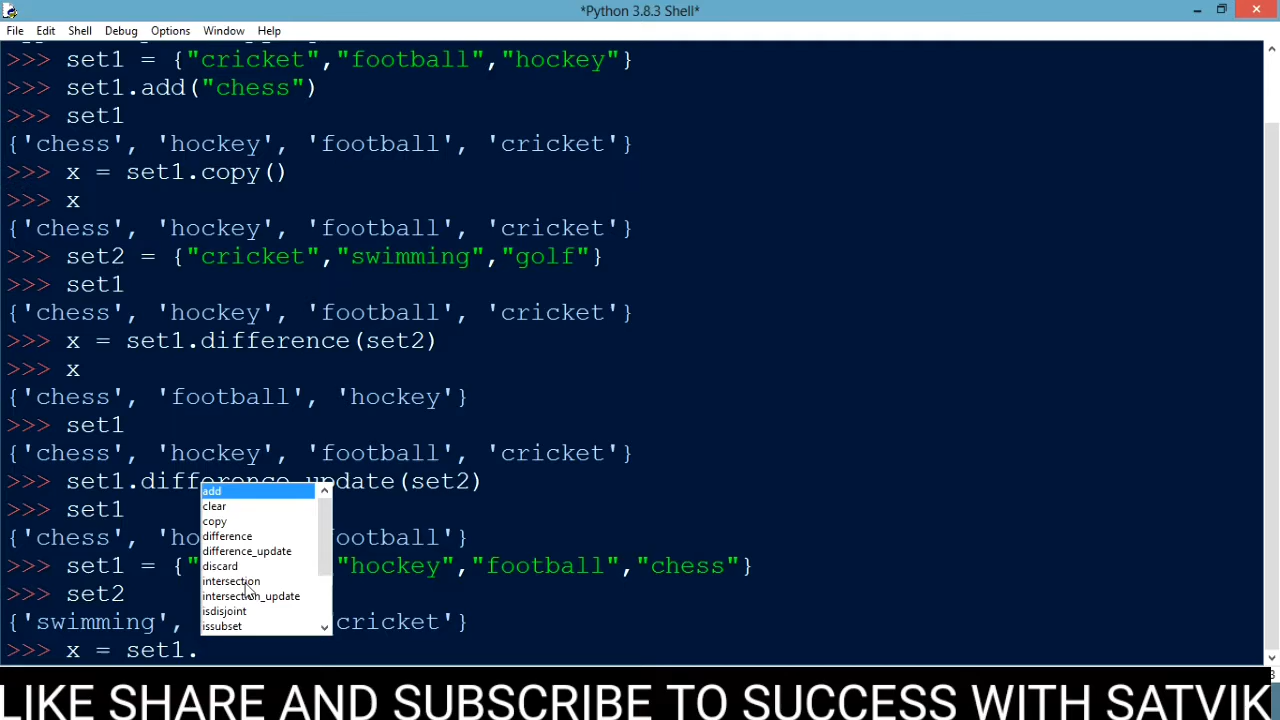 *Python 3.8.3 Shell*
File Edit Shell Debug Options Window Help
>>> set1 = {"cricket","football","hockey"}
>>> set1.add("chess")
>>> set1
{'chess', 'hockey', 'football', 'cricket'}
>>> x = set1.copy()
>>> x
{'chess', 'hockey', 'football', 'cricket'}
>>> set2 = {"cricket","swimming","golf"}
>>> set1
{'chess', 'hockey', 'football', 'cricket'}
>>> x = set1.difference(set2)
>>> x
{'chess', 'football', 'hockey'}
>>> set1
{'chess', 'hockey', 'football', 'cricket'}
>>> set1.difference_update(set2)
>>> set1
{'chess', 'ho ootball'}
>>> set1 = {" "hockey","football","chess"}
>>> set2
{'swimming', cricket'}
>>> x = set1.
add
clear
copy
difference
difference_update
discard
intersection
intersection_update
isdisjoint
issubset
LIKE SHARE AND SUBSCRIBE TO SUCCESS WITH SATVIK